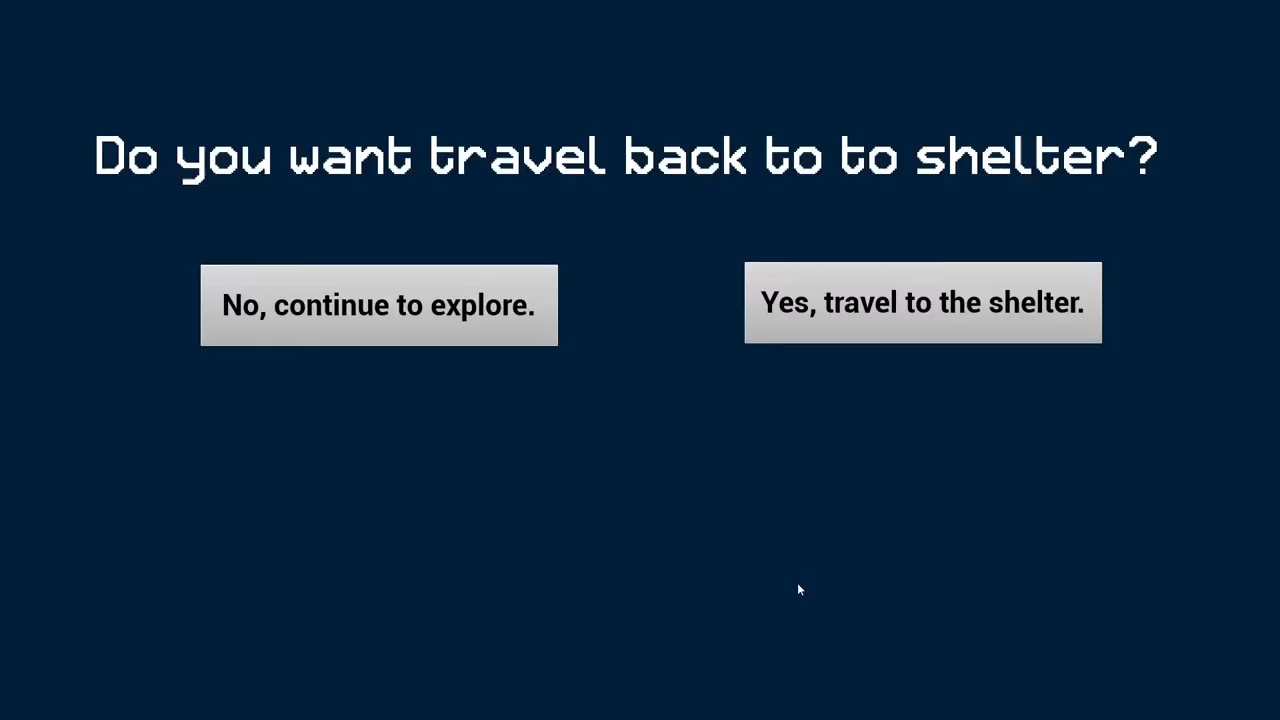 Do you want travel back to to shelter?
No, continue to explore.
Yes, travel to the shelter.